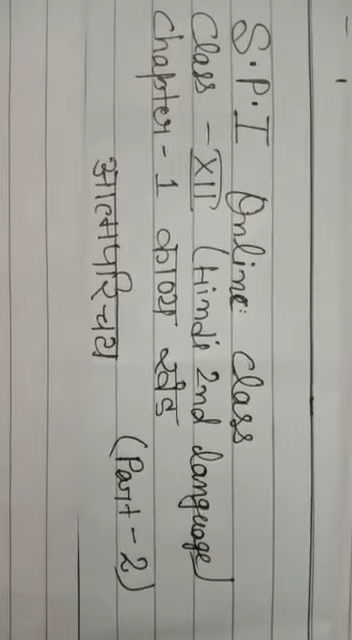 S.P.I Online class
Class - XII (Hindi 2nd language)
Chapter - 1 काव्य खंड
आत्मपरिचय
(Part - 2)